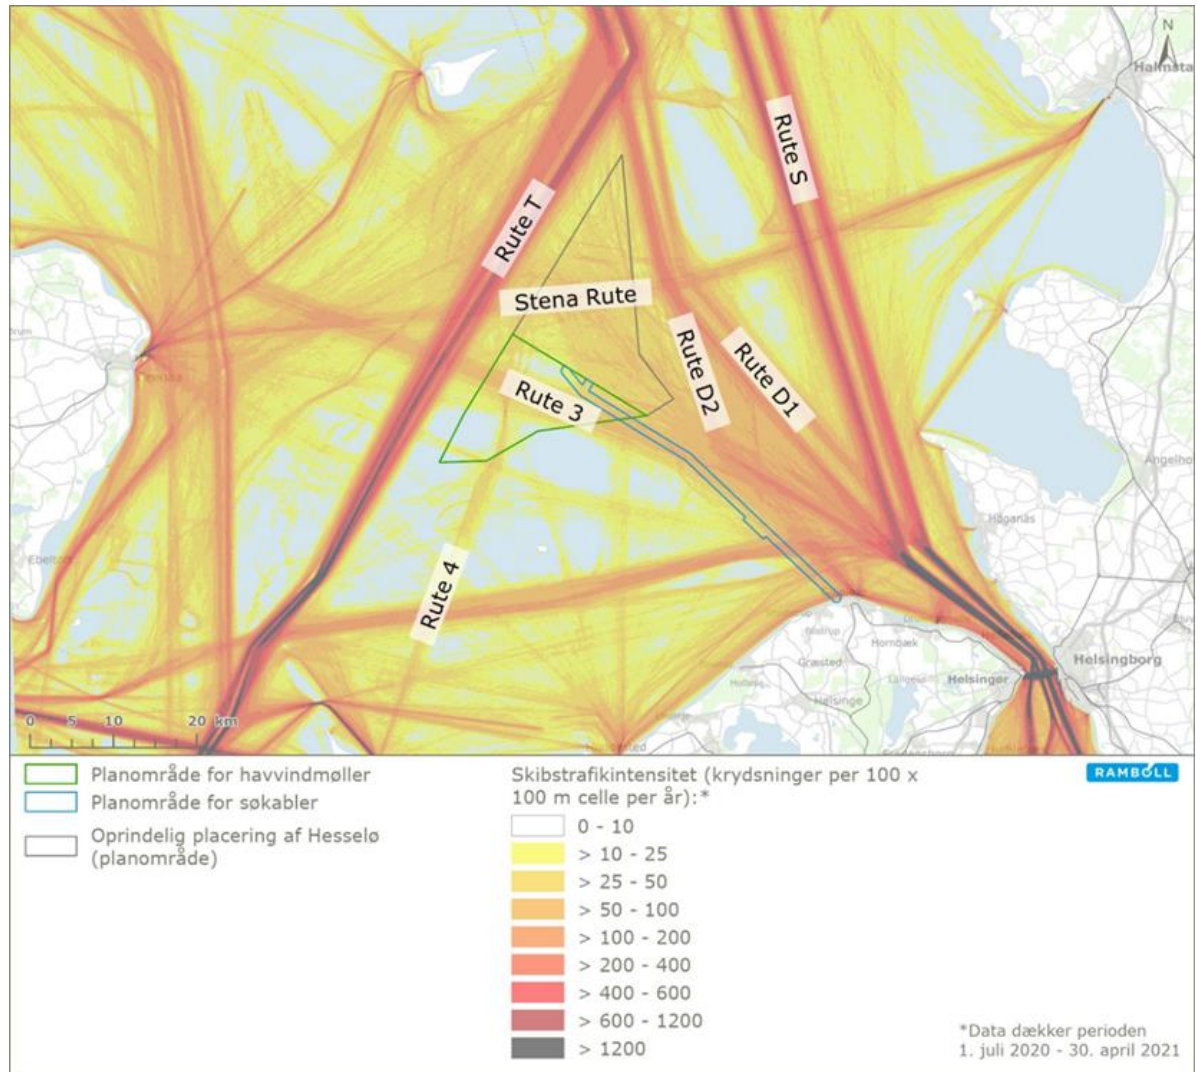 N
Halmsta
Rute S
Rute T
Stena Rute
Rute D2
Rute D1
Rute 3
Ängelho
Höganäs
Ebelto
Rute 4
Hombæk
Græsted
Helsingborg
Helsingør
Helsinge
0 5 10 20 km
Planområde for havvindmøller
Planområde for søkabler
Oprindelig placering af Hesselø
(planområde)
Skibstrafikintensitet (krydsninger per 100 x
100 m celle per år):*
0 - 10
> 10 - 25
> 25 - 50
> 50 - 100
> 100 - 200
> 200 - 400
> 400 - 600
> 600 - 1200
> 1200
RAMBOLL
*Data dækker perioden
1. juli 2020 - 30. april 2021